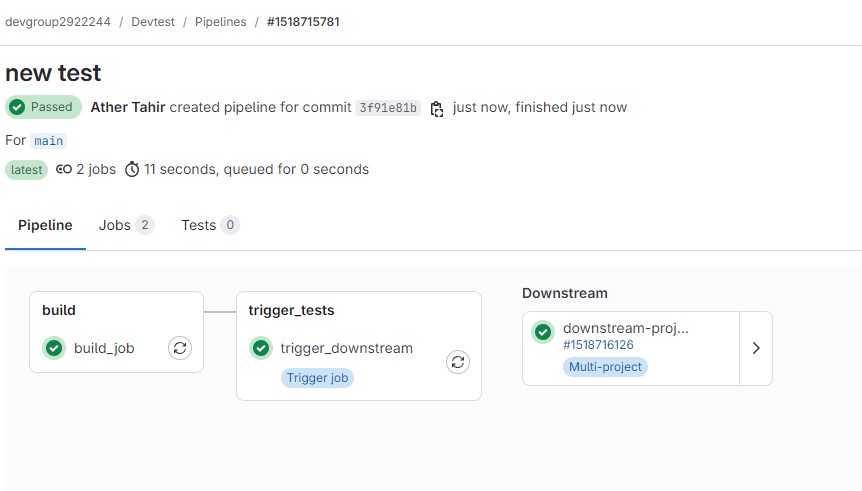 devgroup2922244 / Devtest / Pipelines / #1518715781
new test
Passed Ather Tahir created pipeline for commit 3f91e81b just now, finished just now
For main
latest 2 jobs 11 seconds, queued for 0 seconds
Pipeline Jobs 2 Tests 0
build
build_job
trigger_tests
trigger_downstream
Trigger job
Downstream
downstream-proj...
#1518716126
Multi-project